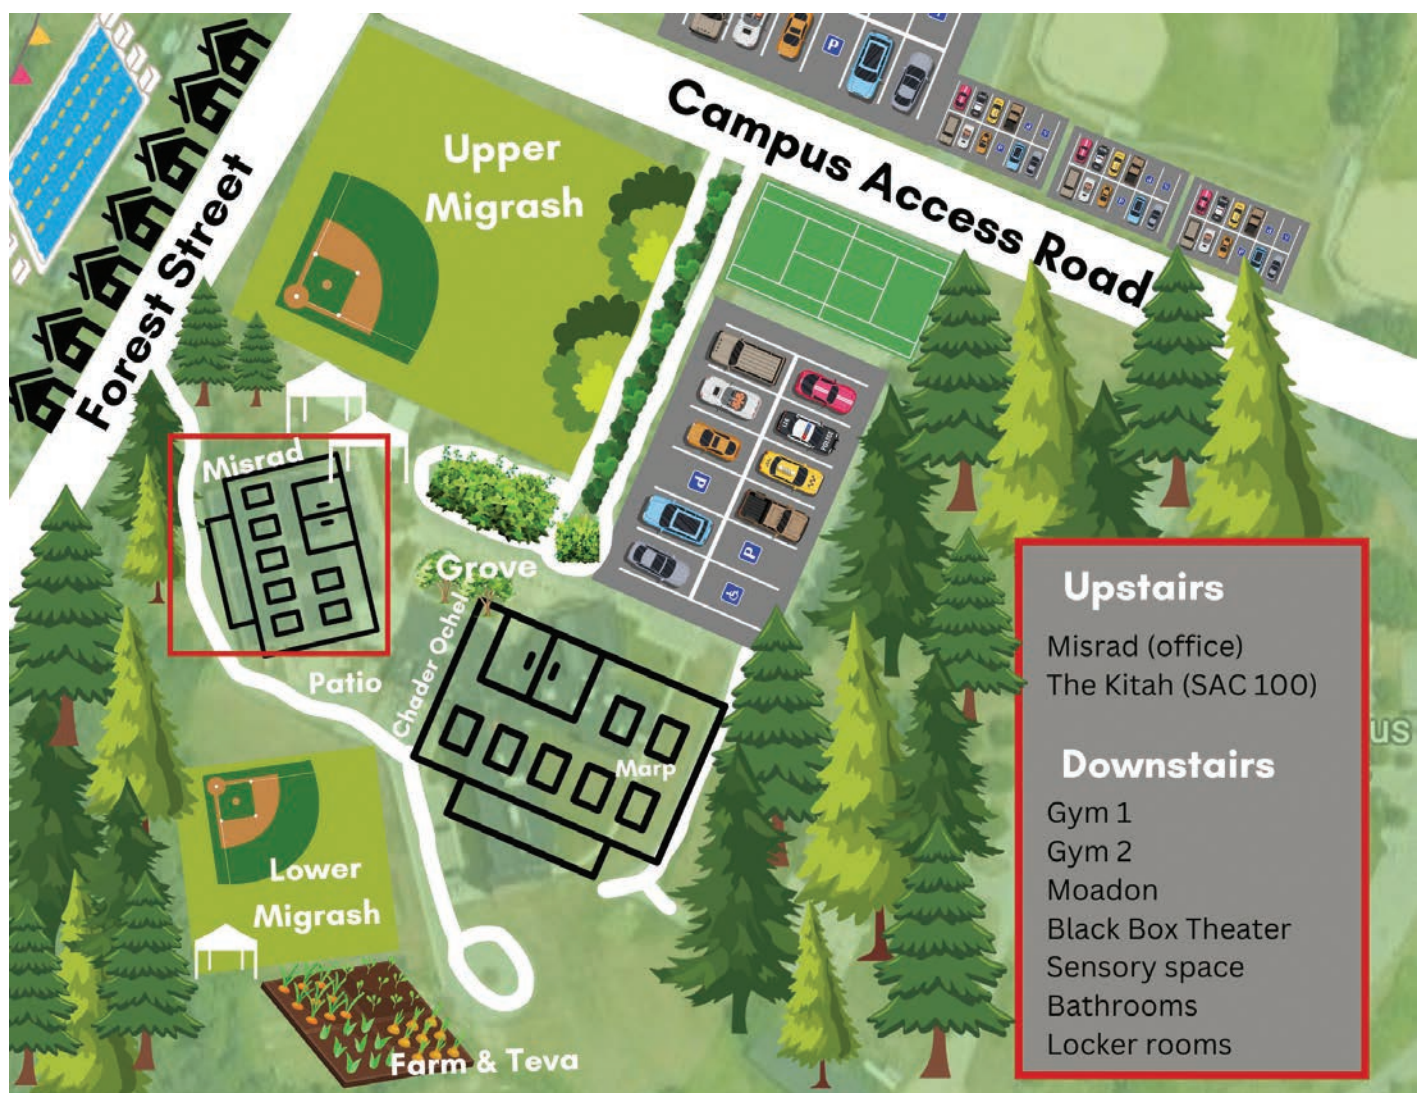 Upper
Migrash
Campus Access Road
Forest Street
Misrad
Grove
Chader Ochel
Patio
Marp
Lower
Migrash
Farm & Teva
Upstairs
Misrad (office)
The Kitah (SAC 100)
Downstairs
Gym 1
Gym 2
Moadon
Black Box Theater
Sensory space
Bathrooms
Locker rooms
us
P
P
P
P